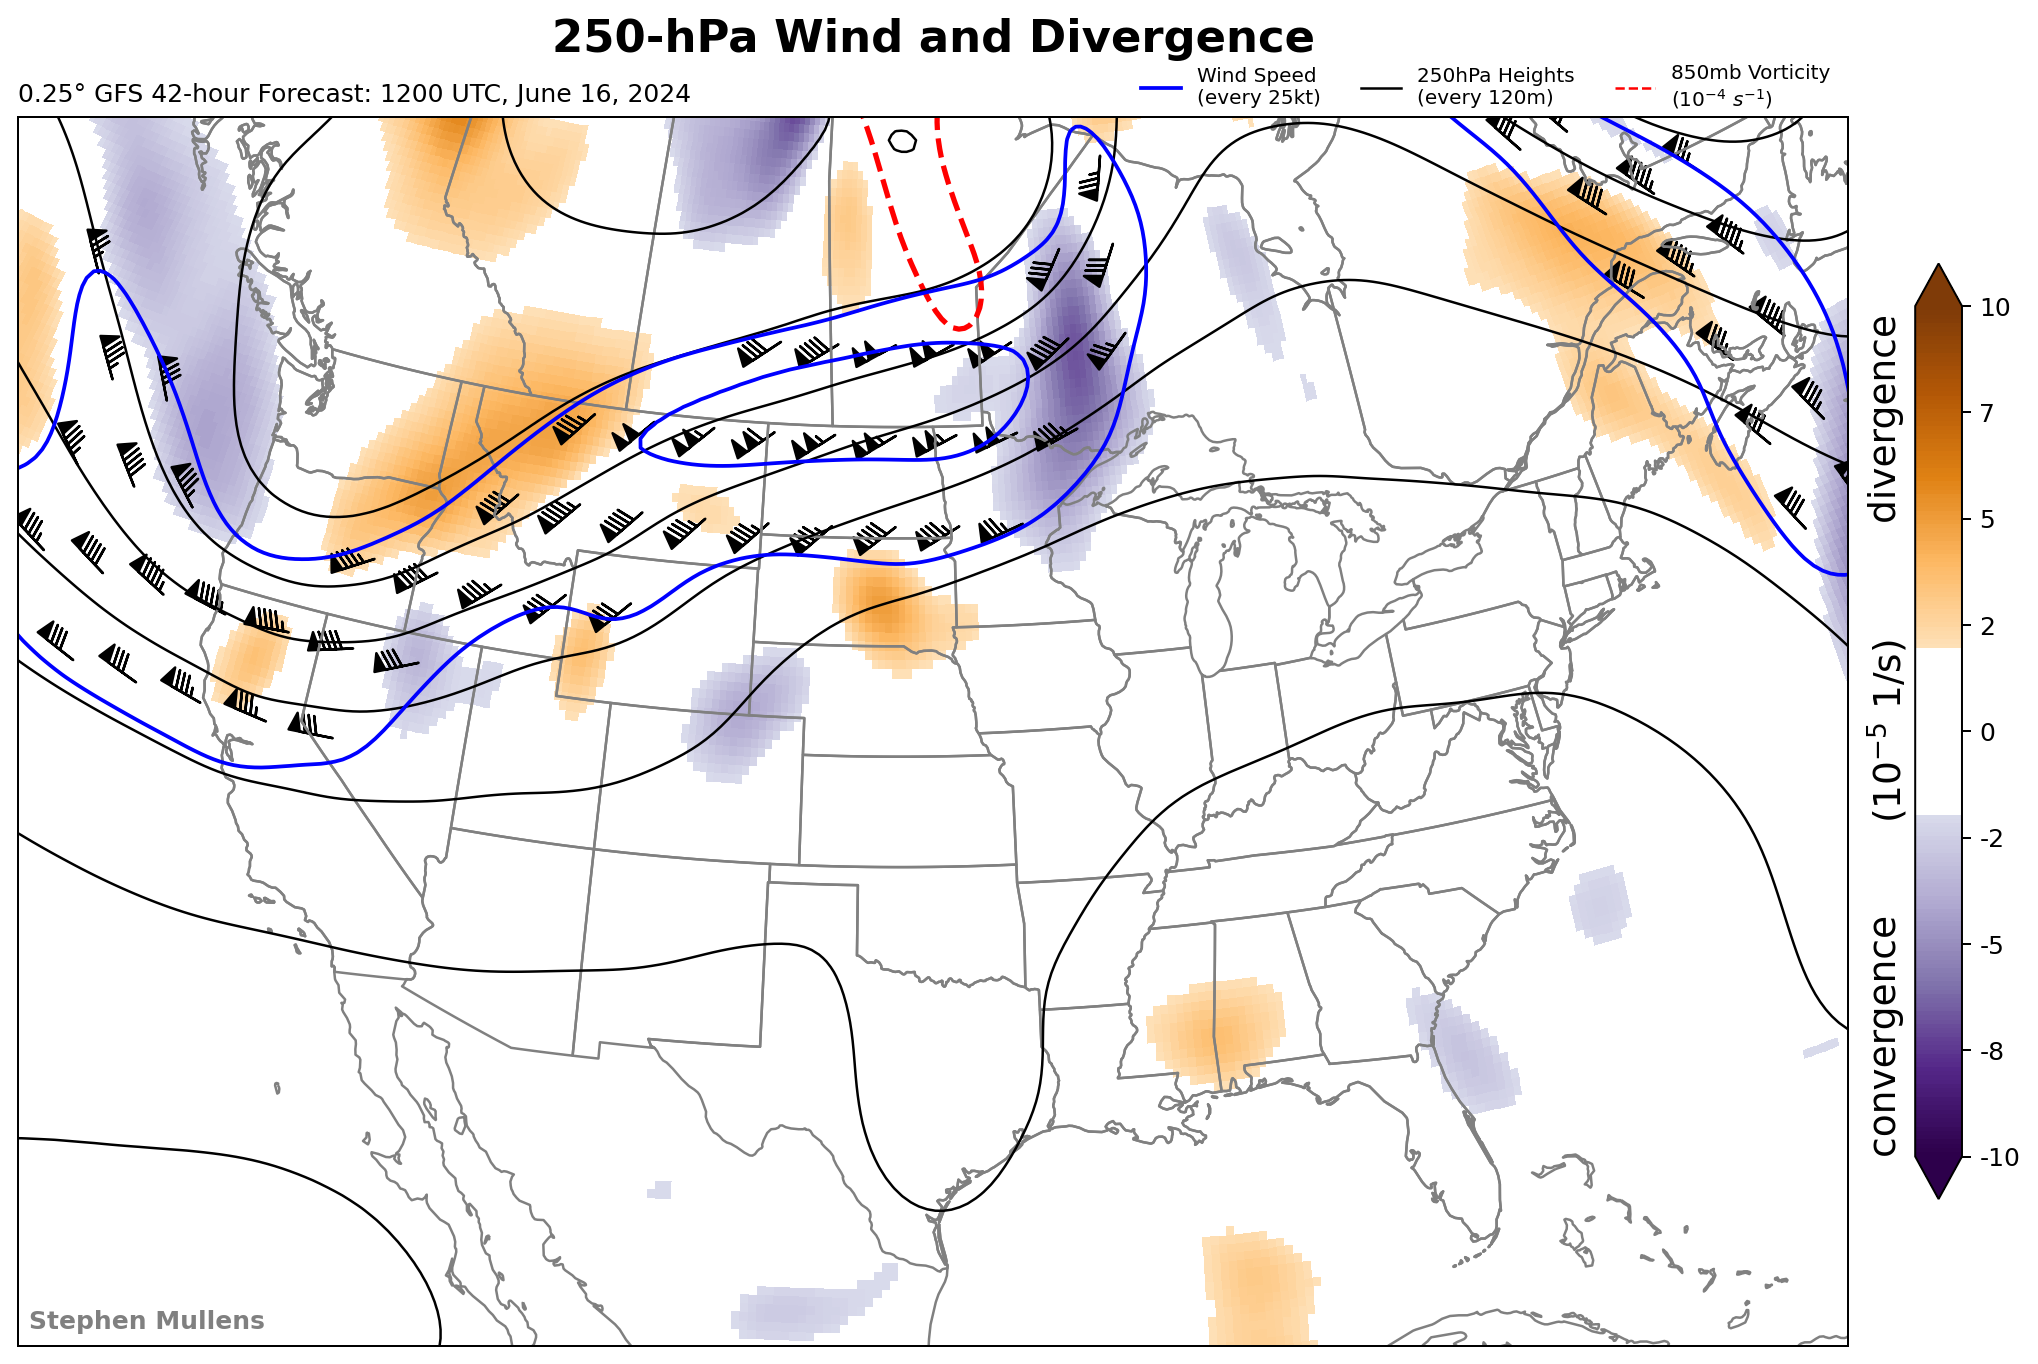 250-hPa Wind and Divergence
0.25° GFS 42-hour Forecast: 1200 UTC, June 16, 2024
Wind Speed
(every 25kt)
250hPa Heights
(every 120m)
850mb Vorticity
(10⁻⁴ s⁻¹)
10
7
5
2
0
-2
-5
-8
-10
convergence (10⁻⁵ 1/s) divergence
Stephen Mullens